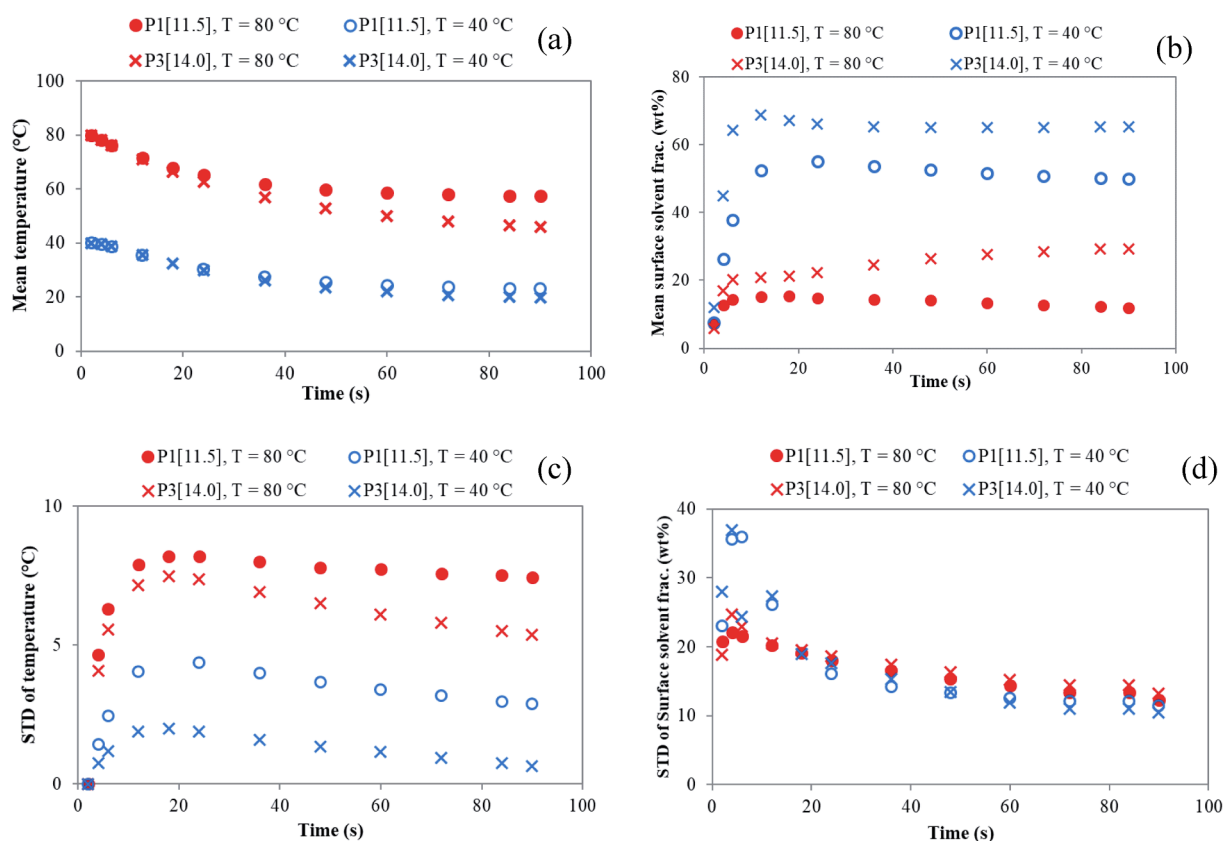 P1[11.5], T = 80 °C P1[11.5], T = 40 °C (a)
P3[14.0], T = 80 °C P3[14.0], T = 40 °C
Mean temperature (°C)
100
80
60
40
20
0
0 20 40 60 80 100
Time (s)
P1[11.5], T = 80 °C P1[11.5], T = 40 °C
(b)
P3[14.0], T = 80 °C P3[14.0], T = 40 °C
Mean surface solvent frac. (wt%)
80
60
40
20
0
0 20 40 60 80 100
Time (s)
P1[11.5], T = 80 °C P1[11.5], T = 40 °C (c)
P3[14.0], T = 80 °C P3[14.0], T = 40 °C
STD of temperature (°C)
10
5
0
0 20 40 60 80 100
Time (s)
P1[11.5], T = 80 °C P1[11.5], T = 40 °C (d)
P3[14.0], T = 80 °C P3[14.0], T = 40 °C
STD of Surface solvent frac. (wt%)
40
30
20
10
0
0 20 40 60 80 100
Time (s)